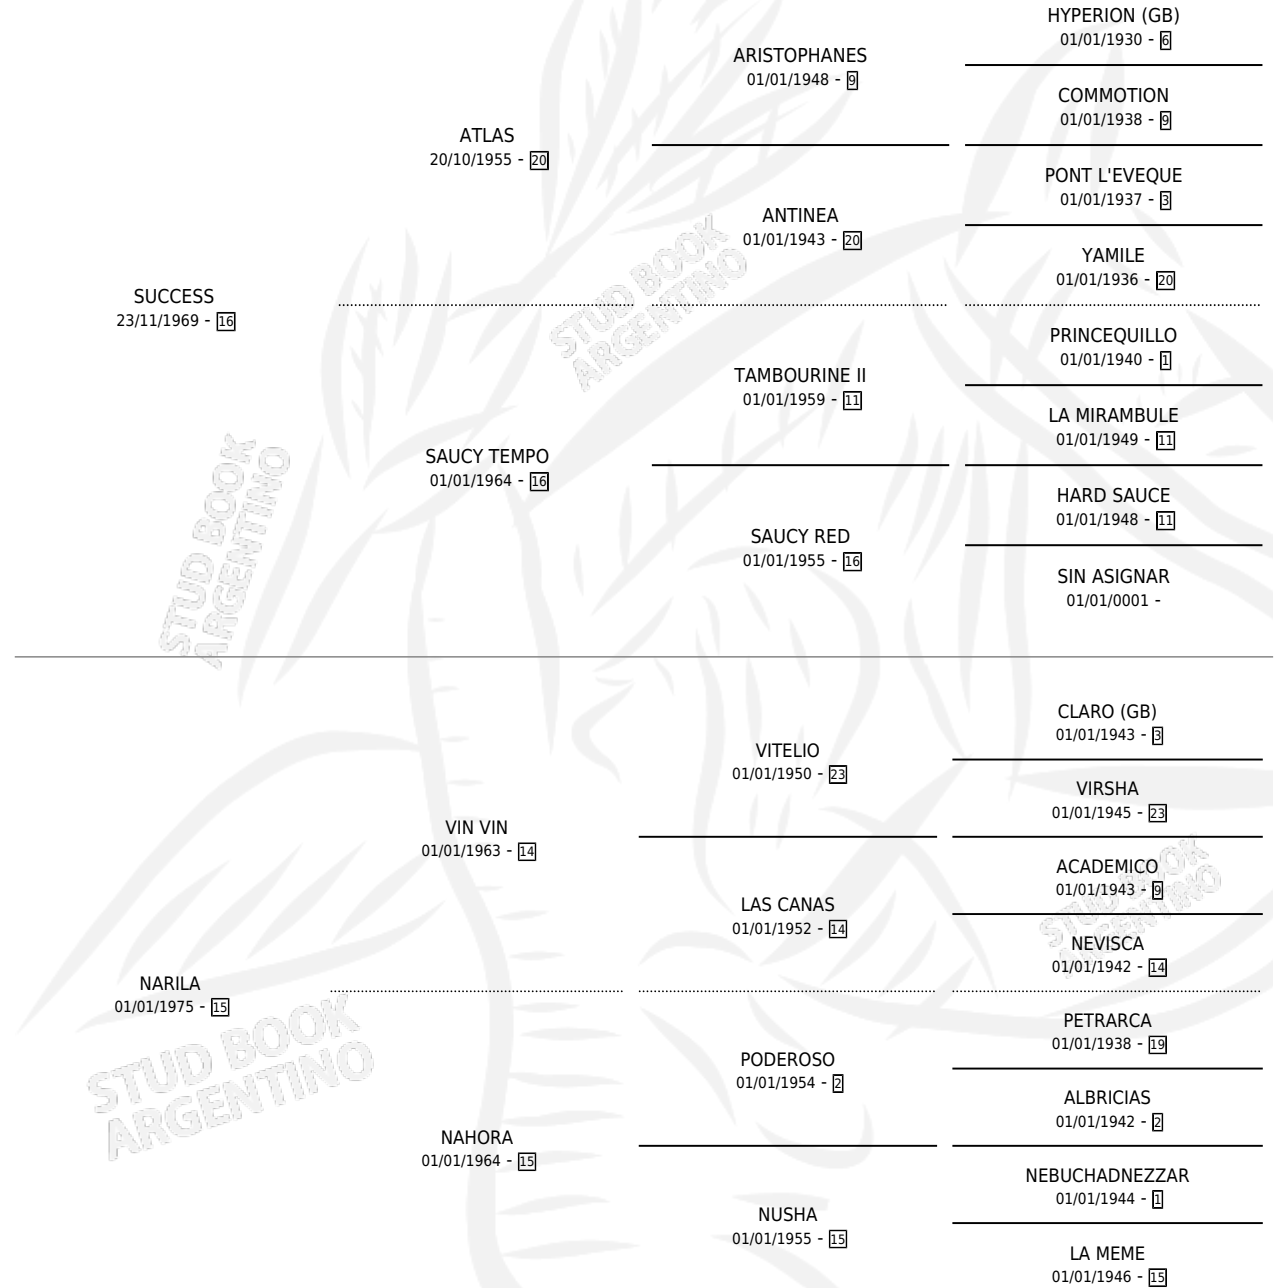 HYPERION (GB)
01/01/1930 - 6
ARISTOPHANES
01/01/1948 - 9
COMMOTION
01/01/1938 - 9
ATLAS
20/10/1955 - 20
PONT L'EVEQUE
01/01/1937 - 3
ANTINEA
01/01/1943 - 20
YAMILE
01/01/1936 - 20
SUCCESS
23/11/1969 - 16
PRINCEQUILLO
01/01/1940 - 1
TAMBOURINE II
01/01/1959 - 11
LA MIRAMBULE
01/01/1949 - 11
SAUCY TEMPO
01/01/1964 - 16
HARD SAUCE
01/01/1948 - 11
SAUCY RED
01/01/1955 - 16
SIN ASIGNAR
01/01/0001 -
CLARO (GB)
01/01/1943 - 3
VITELIO
01/01/1950 - 23
VIRSHA
01/01/1945 - 23
VIN VIN
01/01/1963 - 14
ACADEMICO
01/01/1943 - 9
LAS CANAS
01/01/1952 - 14
NEVISCA
01/01/1942 - 14
NARILA
01/01/1975 - 15
PETRARCA
01/01/1938 - 19
PODEROSO
01/01/1954 - 2
ALBRICIAS
01/01/1942 - 2
NAHORA
01/01/1964 - 15
NEBUCHADNEZZAR
01/01/1944 - 1
NUSHA
01/01/1955 - 15
LA MEME
01/01/1946 - 15
STUD BOOK
ARGENTINO
STUD BOOK
ARGENTINO
STUD BOOK
ARGENTINO
STUD BOOK
ARGENTINO